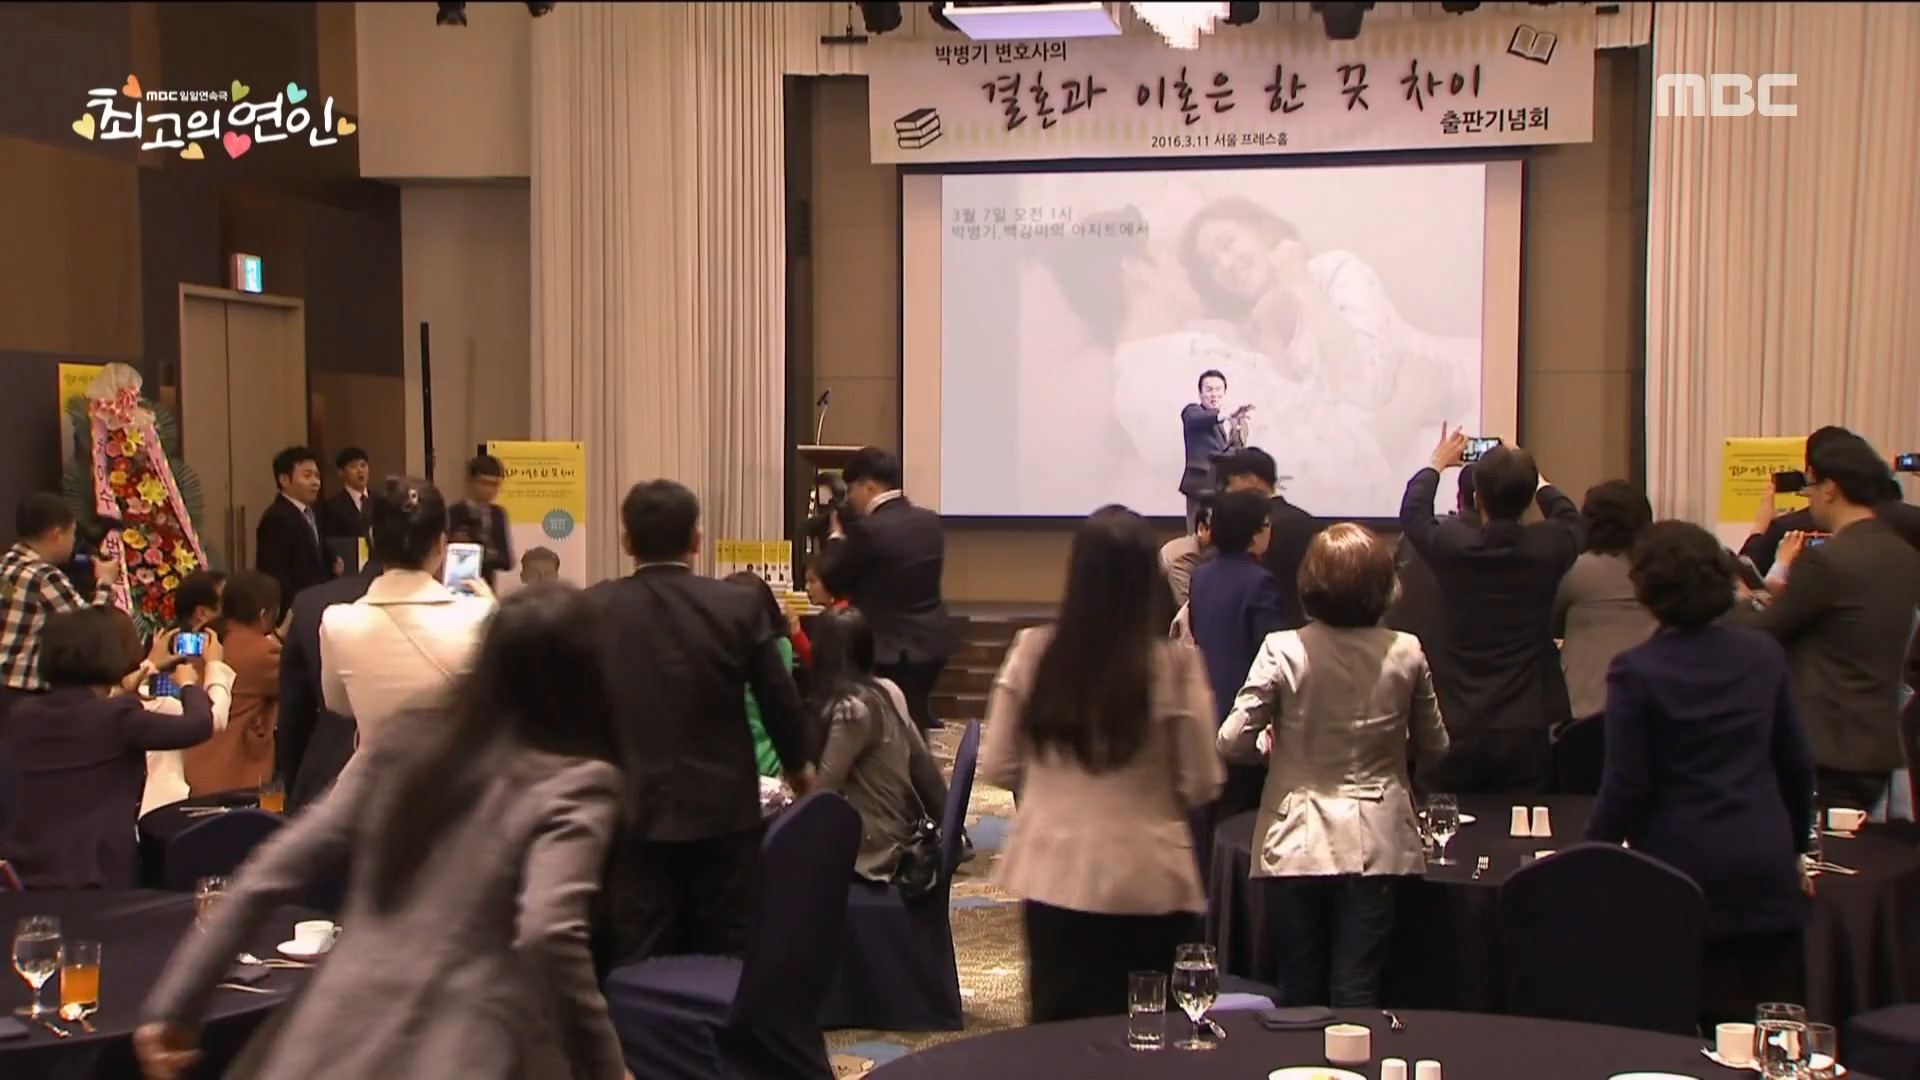 MBC 일일연속극
최고의 연인
MBC
박병기 변호사의
결혼과 이혼은 한 끗 차이
출판기념회
2016.3.11 서울 프레스홀
3월 7일 오전 1시
박병기,백강미의 아지트에서